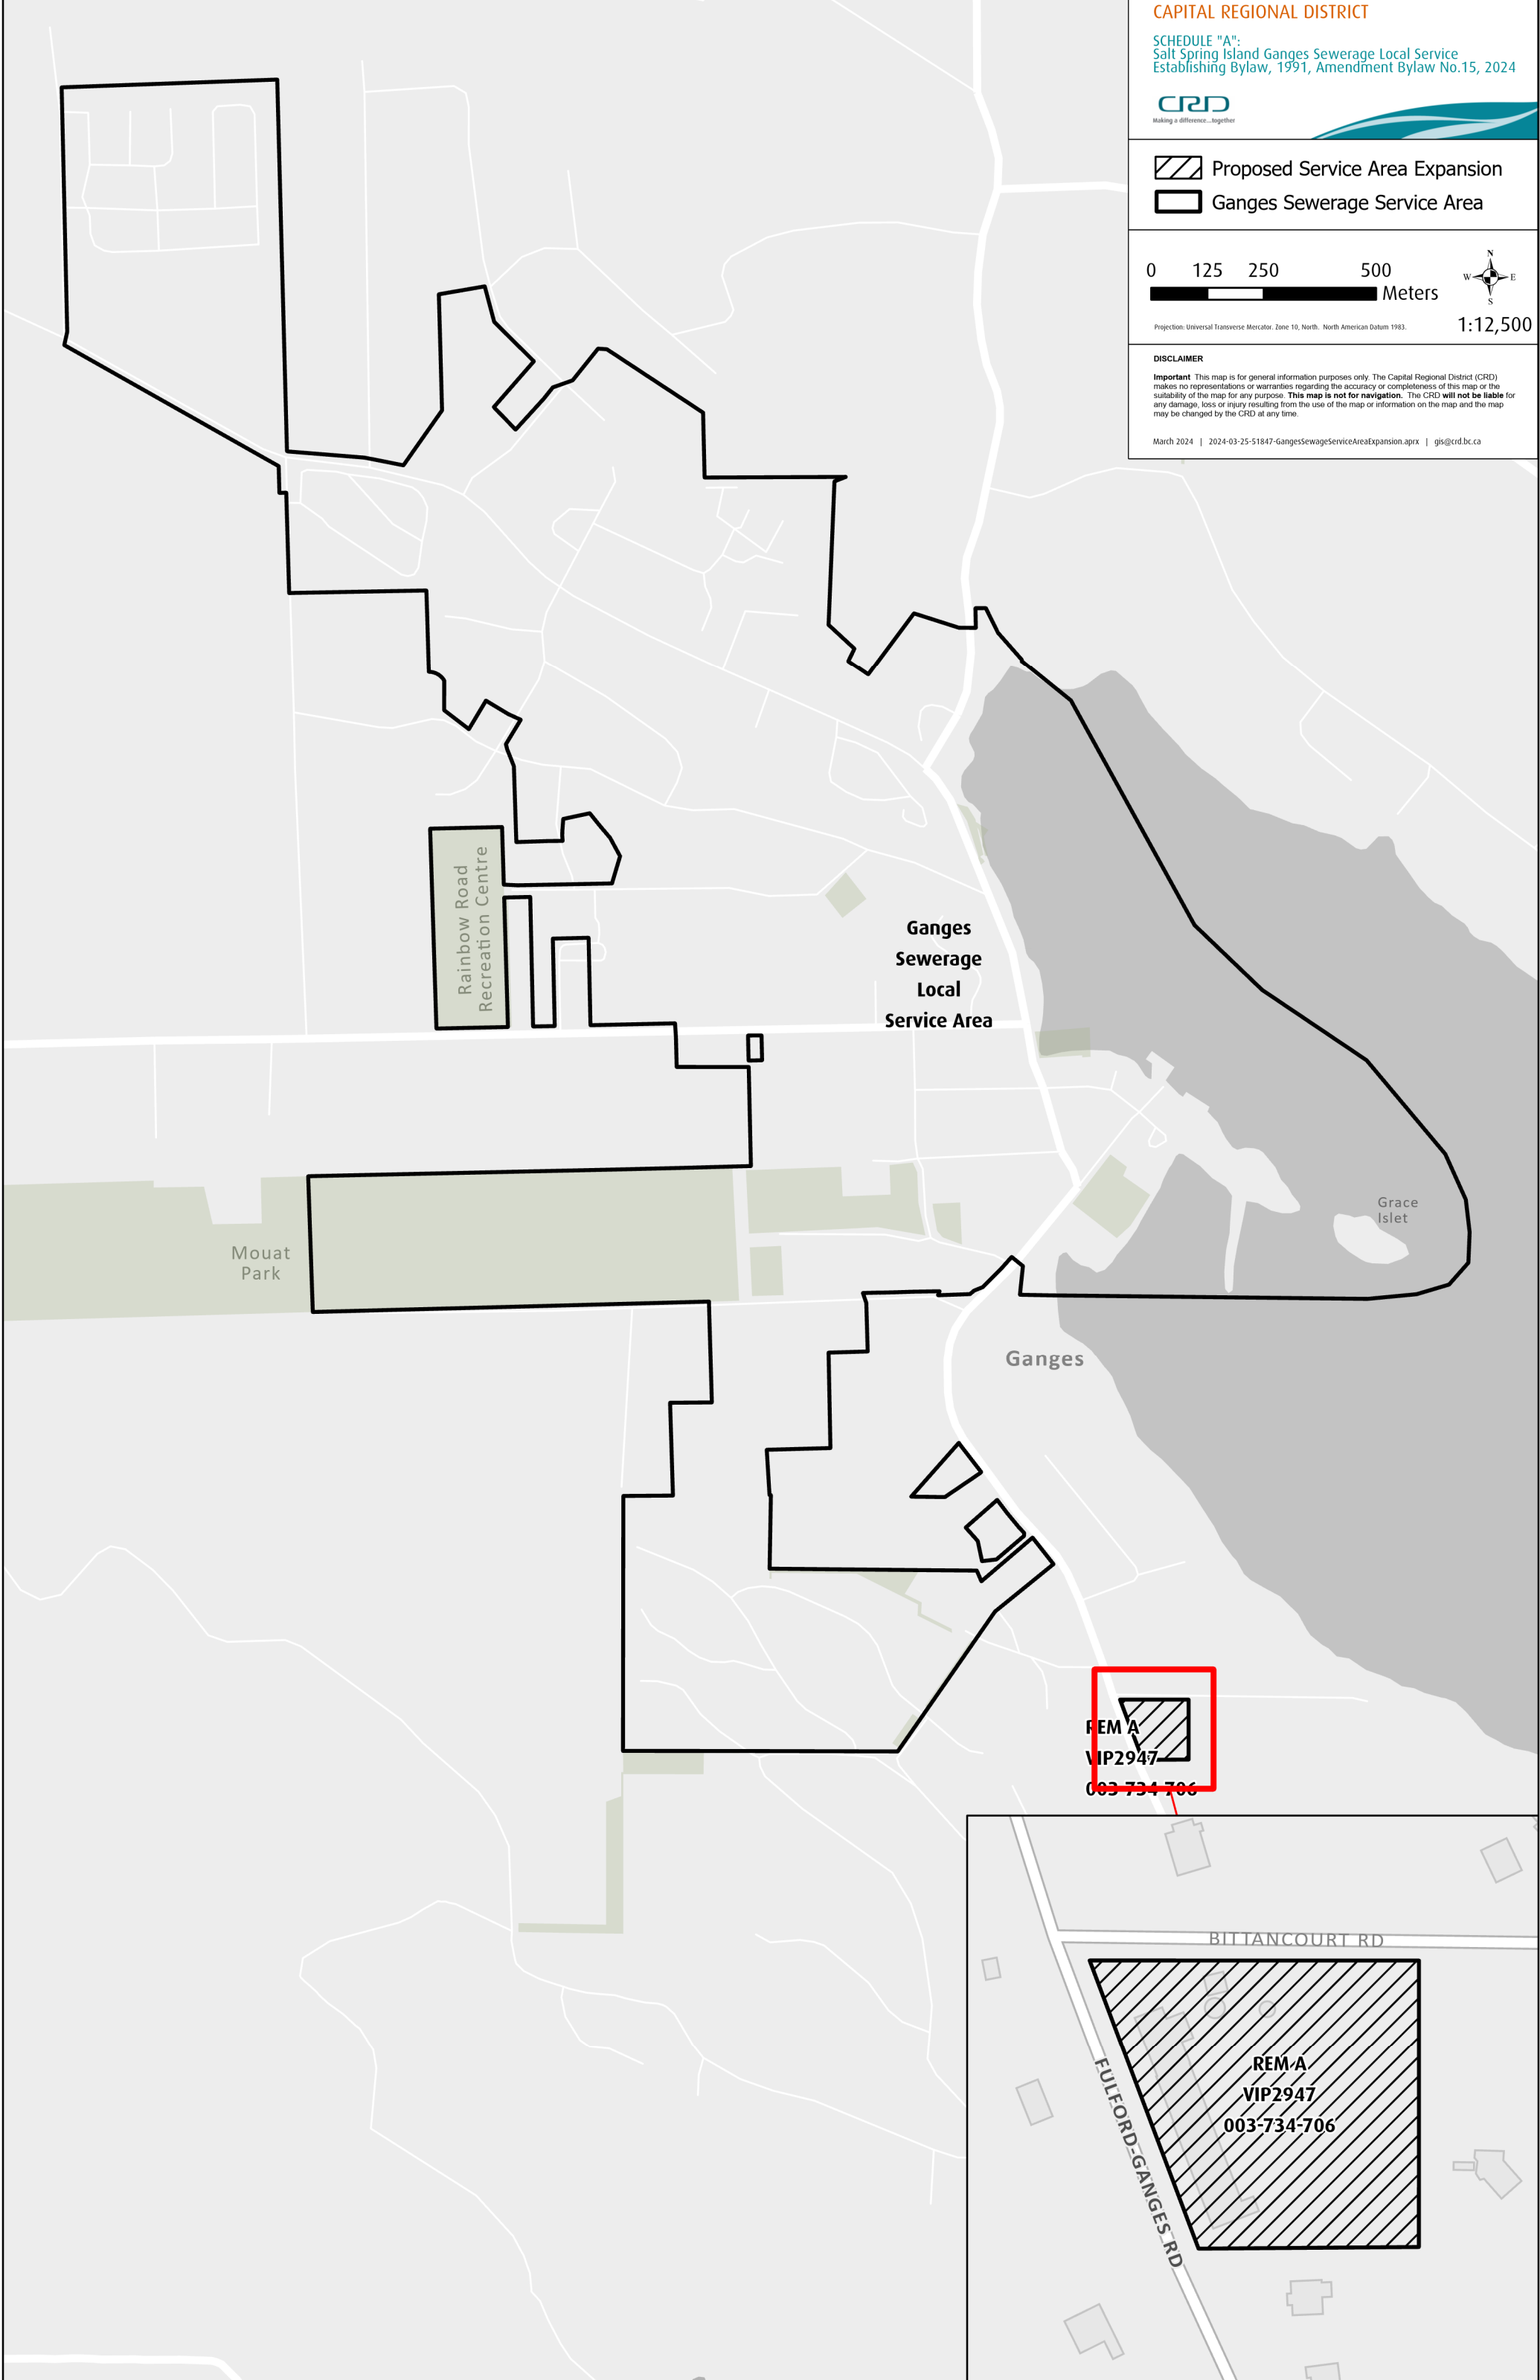 CAPITAL REGIONAL DISTRICT
SCHEDULE "A":
Salt Spring Island Ganges Sewerage Local Service
Establishing Bylaw, 1991, Amendment Bylaw No.15, 2024
CRD
Making a difference...together
Proposed Service Area Expansion
Ganges Sewerage Service Area
0 125 250 500
Meters
N
W E
S
1:12,500
Projection: Universal Transverse Mercator. Zone 10, North. North American Datum 1983.
DISCLAIMER
Important This map is for general information purposes only. The Capital Regional District (CRD)
makes no representations or warranties regarding the accuracy or completeness of this map or the
suitability of the map for any purpose. This map is not for navigation. The CRD will not be liable for
any damage, loss or injury resulting from the use of the map or information on the map and the map
may be changed by the CRD at any time.
March 2024 | 2024-03-25-51847-GangesSewageServiceAreaExpansion.aprx | gis@crd.bc.ca
Rainbow Road
Recreation Centre
Ganges
Sewerage
Local
Service Area
Grace
Islet
Mouat
Park
Ganges
REM A
VIP2947
003-734-706
BITTANCOURT RD
FULFORD-GANGES RD
REM A
VIP2947
003-734-706